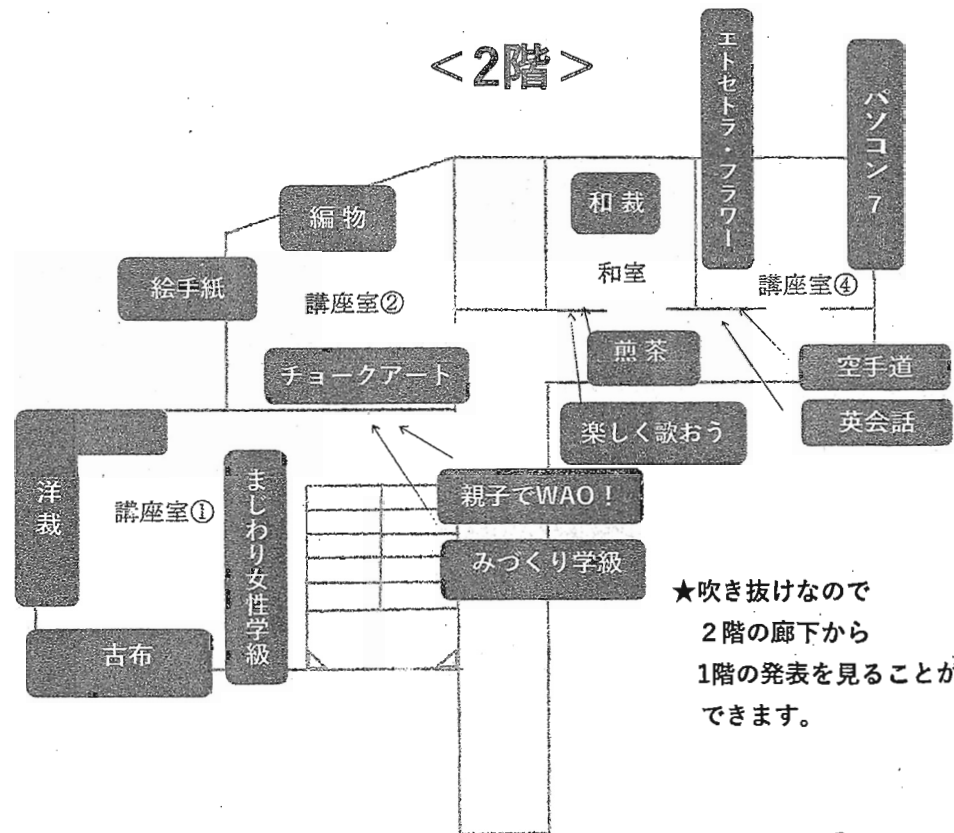 ＜2階＞
エトセトラ・フラワー
パソコン 7
編物
和裁
絵手紙
講座室②
和室
講座室④
チョークアート
煎茶
空手道
楽しく歌おう
英会話
洋裁
講座室①
まじわり女性学級
親子でWAO！
みづくり学級
古布
★吹き抜けなので
２階の廊下から
1階の発表を見ることが
できます。